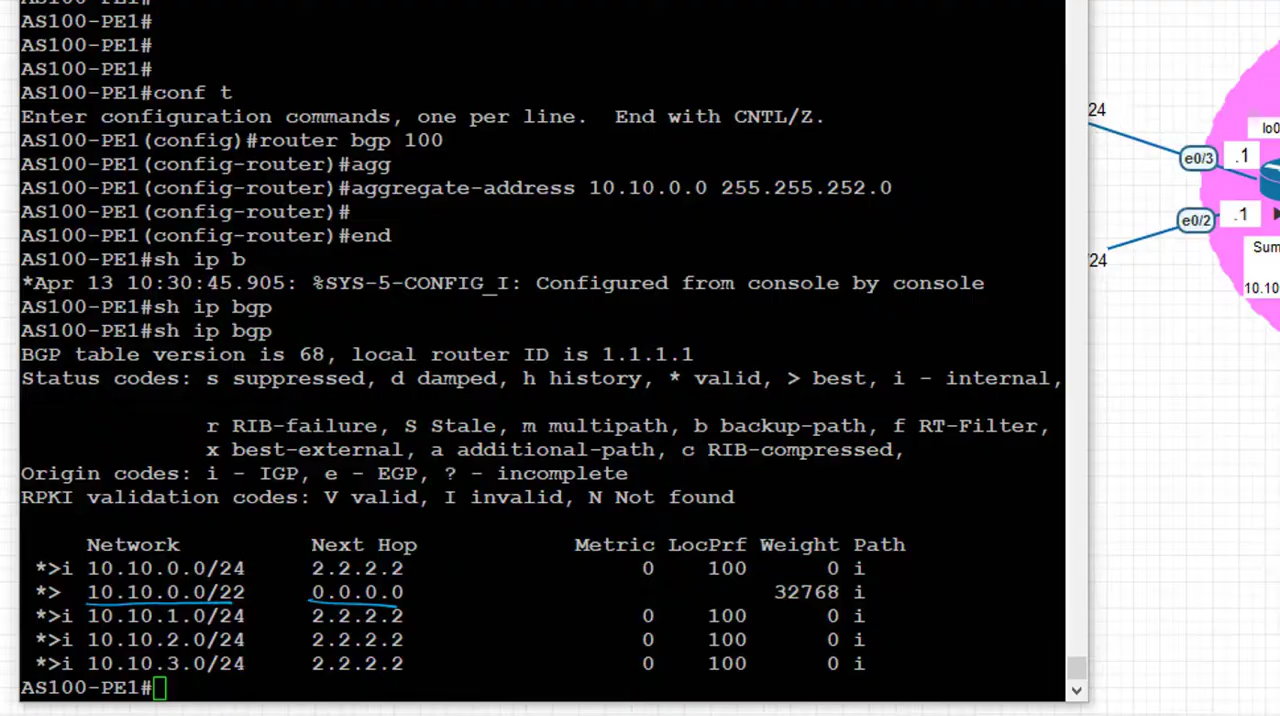 AS100-PE1#
AS100-PE1#
AS100-PE1#
AS100-PE1#conf t
Enter configuration commands, one per line.  End with CNTL/Z.
AS100-PE1(config)#router bgp 100
AS100-PE1(config-router)#agg
AS100-PE1(config-router)#aggregate-address 10.10.0.0 255.255.252.0
AS100-PE1(config-router)#
AS100-PE1(config-router)#end
AS100-PE1#sh ip b
*Apr 13 10:30:45.905: %SYS-5-CONFIG_I: Configured from console by console
AS100-PE1#sh ip bgp
AS100-PE1#sh ip bgp
BGP table version is 68, local router ID is 1.1.1.1
Status codes: s suppressed, d damped, h history, * valid, > best, i - internal,
r RIB-failure, S Stale, m multipath, b backup-path, f RT-Filter,
x best-external, a additional-path, c RIB-compressed,
Origin codes: i - IGP, e - EGP, ? - incomplete
RPKI validation codes: V valid, I invalid, N Not found
Network Next Hop Metric LocPrf Weight Path
*>i 10.10.0.0/24 2.2.2.2 0 100 0 i
*> 10.10.0.0/22 0.0.0.0 32768 i
*>i 10.10.1.0/24 2.2.2.2 0 100 0 i
*>i 10.10.2.0/24 2.2.2.2 0 100 0 i
*>i 10.10.3.0/24 2.2.2.2 0 100 0 i
AS100-PE1#
24
lo0
e0/3 .1
e0/2 .1
24
Sum
10.10